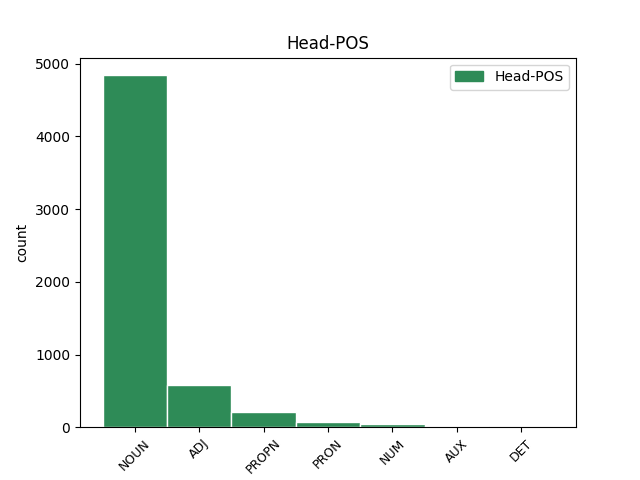 Head-POS
Head-POS
5000
4000
3000
2000
1000
0
count
NOUN
ADJ
PROPN
PRON
NUM
AUX
DET